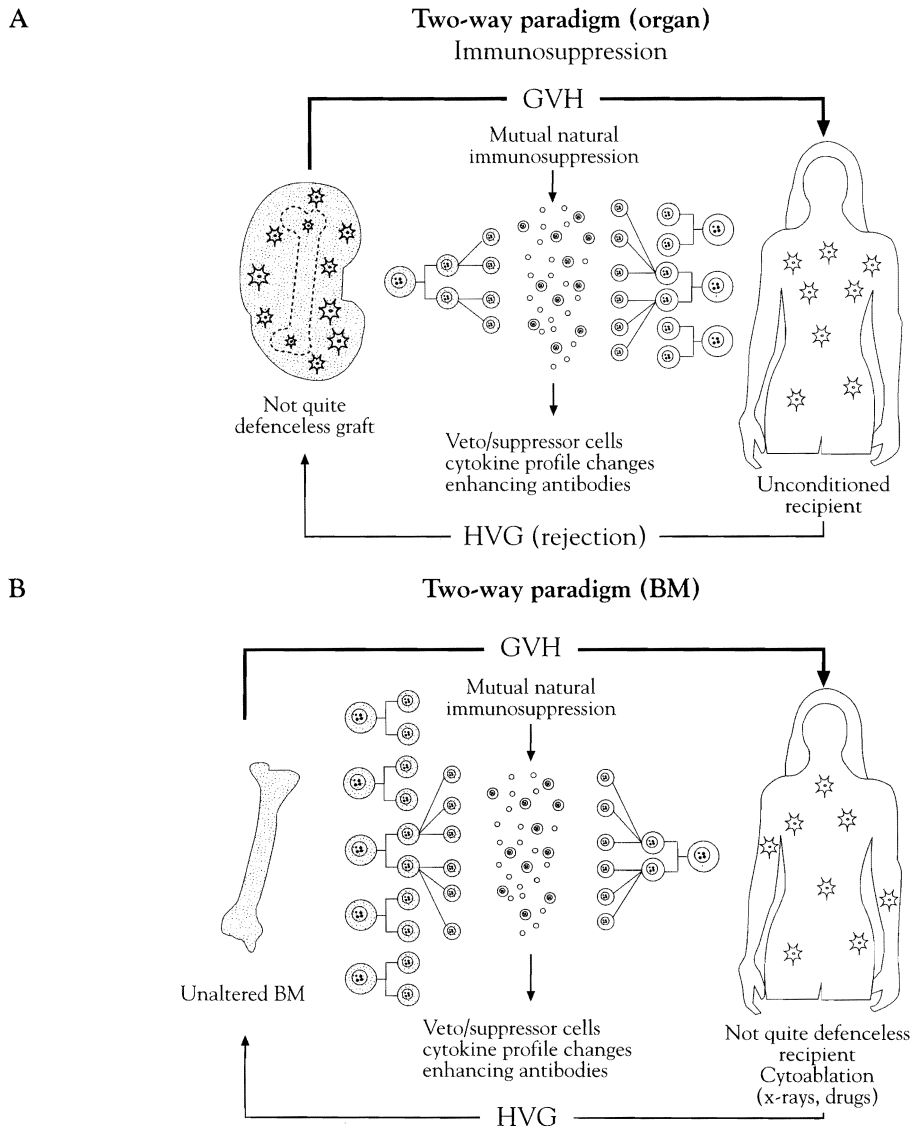 A
Two-way paradigm (organ)
Immunosuppression
GVH
Mutual natural
immunosuppression
Not quite
defenceless graft
Veto/suppressor cells
cytokine profile changes
enhancing antibodies
Unconditioned
recipient
HVG (rejection)
B
Two-way paradigm (BM)
GVH
Mutual natural
immunosuppression
Unaltered BM
Veto/suppressor cells
cytokine profile changes
enhancing antibodies
Not quite defenceless
recipient
Cytoablation
(x-rays, drugs)
HVG